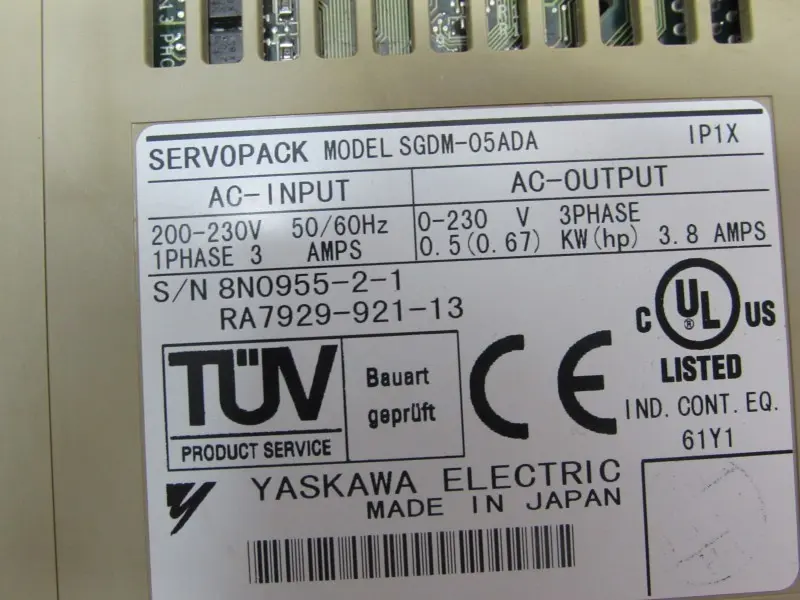 SERVOPACK MODEL SGDM-05ADA IP1X
AC-INPUT AC-OUTPUT
200-230V 50/60Hz 0-230 V 3PHASE
1PHASE 3 AMPS 0.5(0.67) KW(hp) 3.8 AMPS
S/N 8N0955-2-1
RA7929-921-13
TÜV
PRODUCT SERVICE
Bauart
geprüft
CE
C UL US
®
LISTED
IND. CONT. EQ.
61Y1
YASKAWA ELECTRIC
MADE IN JAPAN